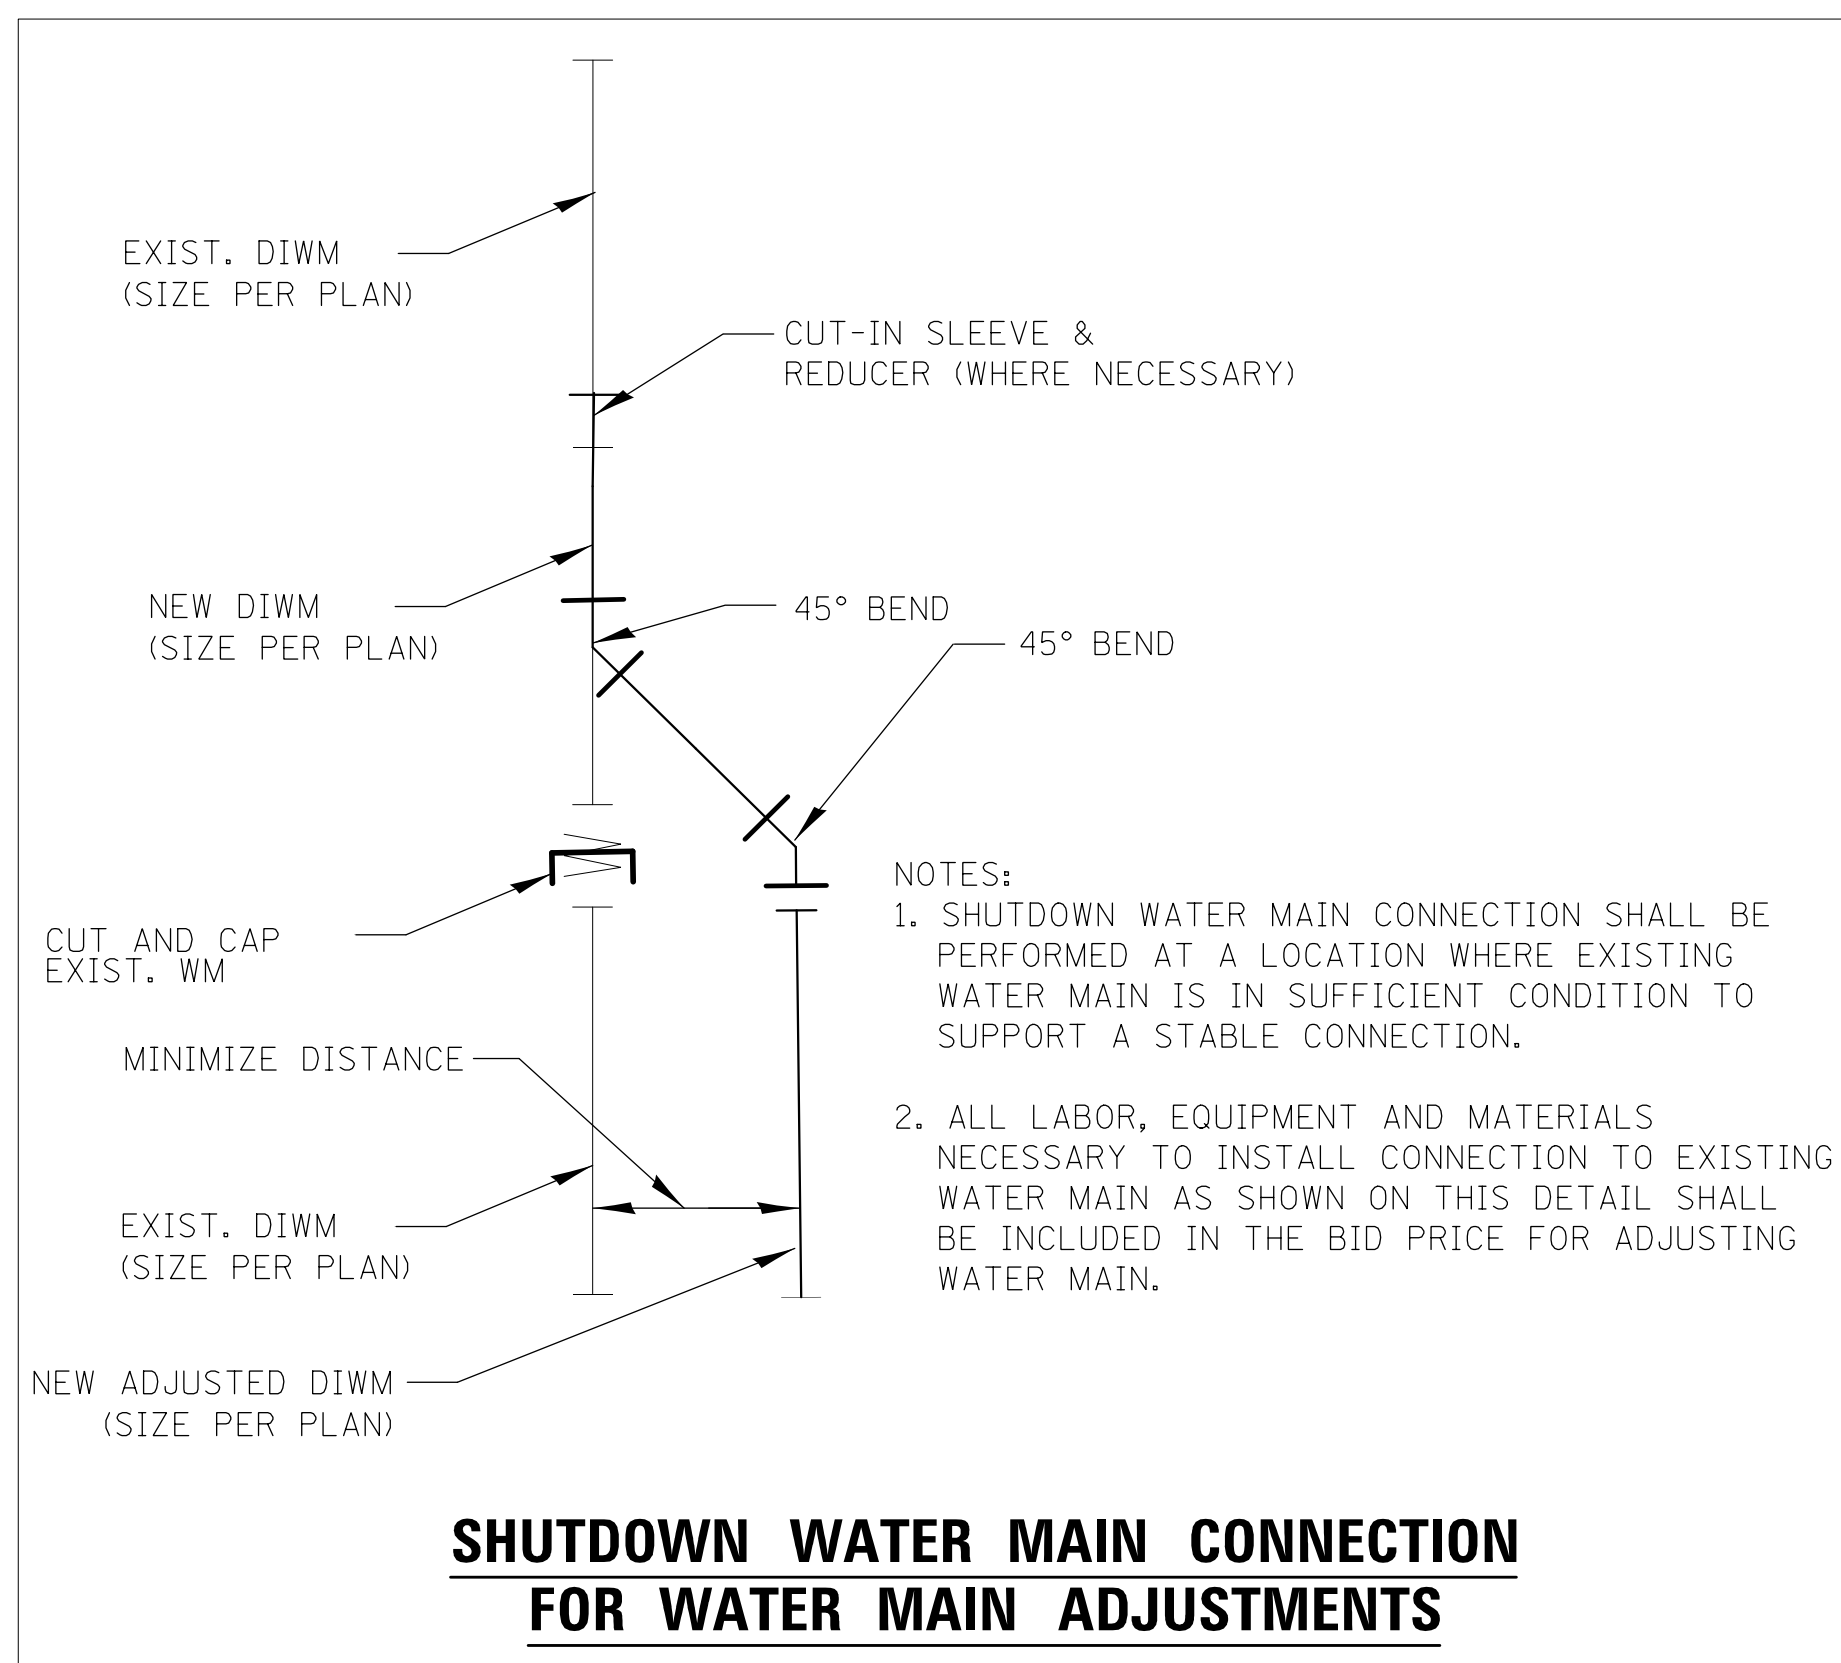 EXIST. DIWM
(SIZE PER PLAN)
CUT-IN SLEEVE &
REDUCER (WHERE NECESSARY)
NEW DIWM
(SIZE PER PLAN)
45° BEND
45° BEND
CUT AND CAP
EXIST. WM
MINIMIZE DISTANCE
EXIST. DIWM
(SIZE PER PLAN)
NEW ADJUSTED DIWM
(SIZE PER PLAN)
NOTES:
1. SHUTDOWN WATER MAIN CONNECTION SHALL BE
PERFORMED AT A LOCATION WHERE EXISTING
WATER MAIN IS IN SUFFICIENT CONDITION TO
SUPPORT A STABLE CONNECTION.
2. ALL LABOR, EQUIPMENT AND MATERIALS
NECESSARY TO INSTALL CONNECTION TO EXISTING
WATER MAIN AS SHOWN ON THIS DETAIL SHALL
BE INCLUDED IN THE BID PRICE FOR ADJUSTING
WATER MAIN.
SHUTDOWN WATER MAIN CONNECTION
FOR WATER MAIN ADJUSTMENTS